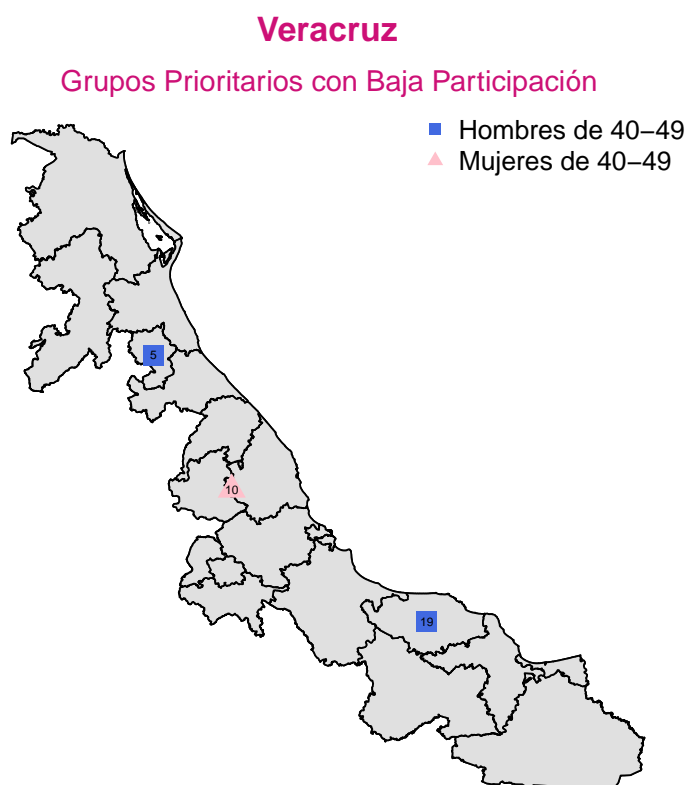 Veracruz
Grupos Prioritarios con Baja Participación
Hombres de 40−49
Mujeres de 40−49
5
10
19